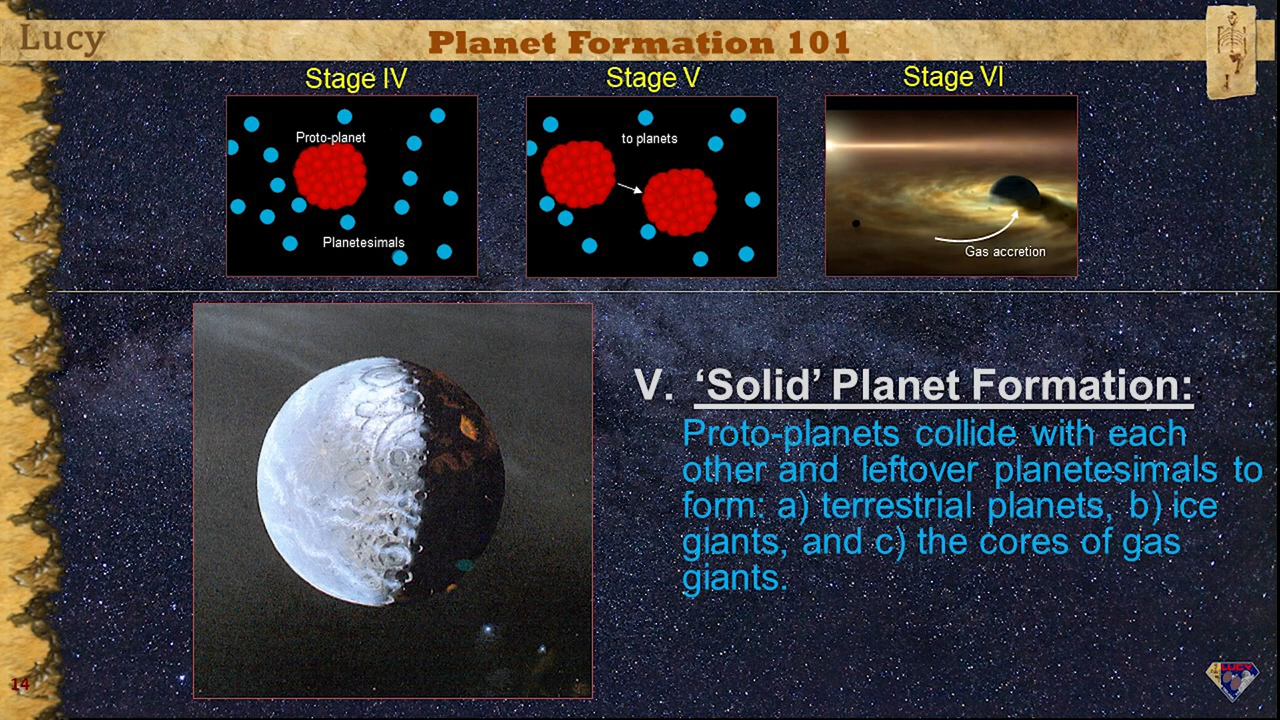 Lucy
Planet Formation 101
Stage IV
Stage V
Stage VI
Proto-planet
Planetesimals
to planets
Gas accretion
V. ‘Solid’ Planet Formation:
Proto-planets collide with each
other and leftover planetesimals to
form: a) terrestrial planets, b) ice
giants, and c) the cores of gas
giants.
14
LUCY